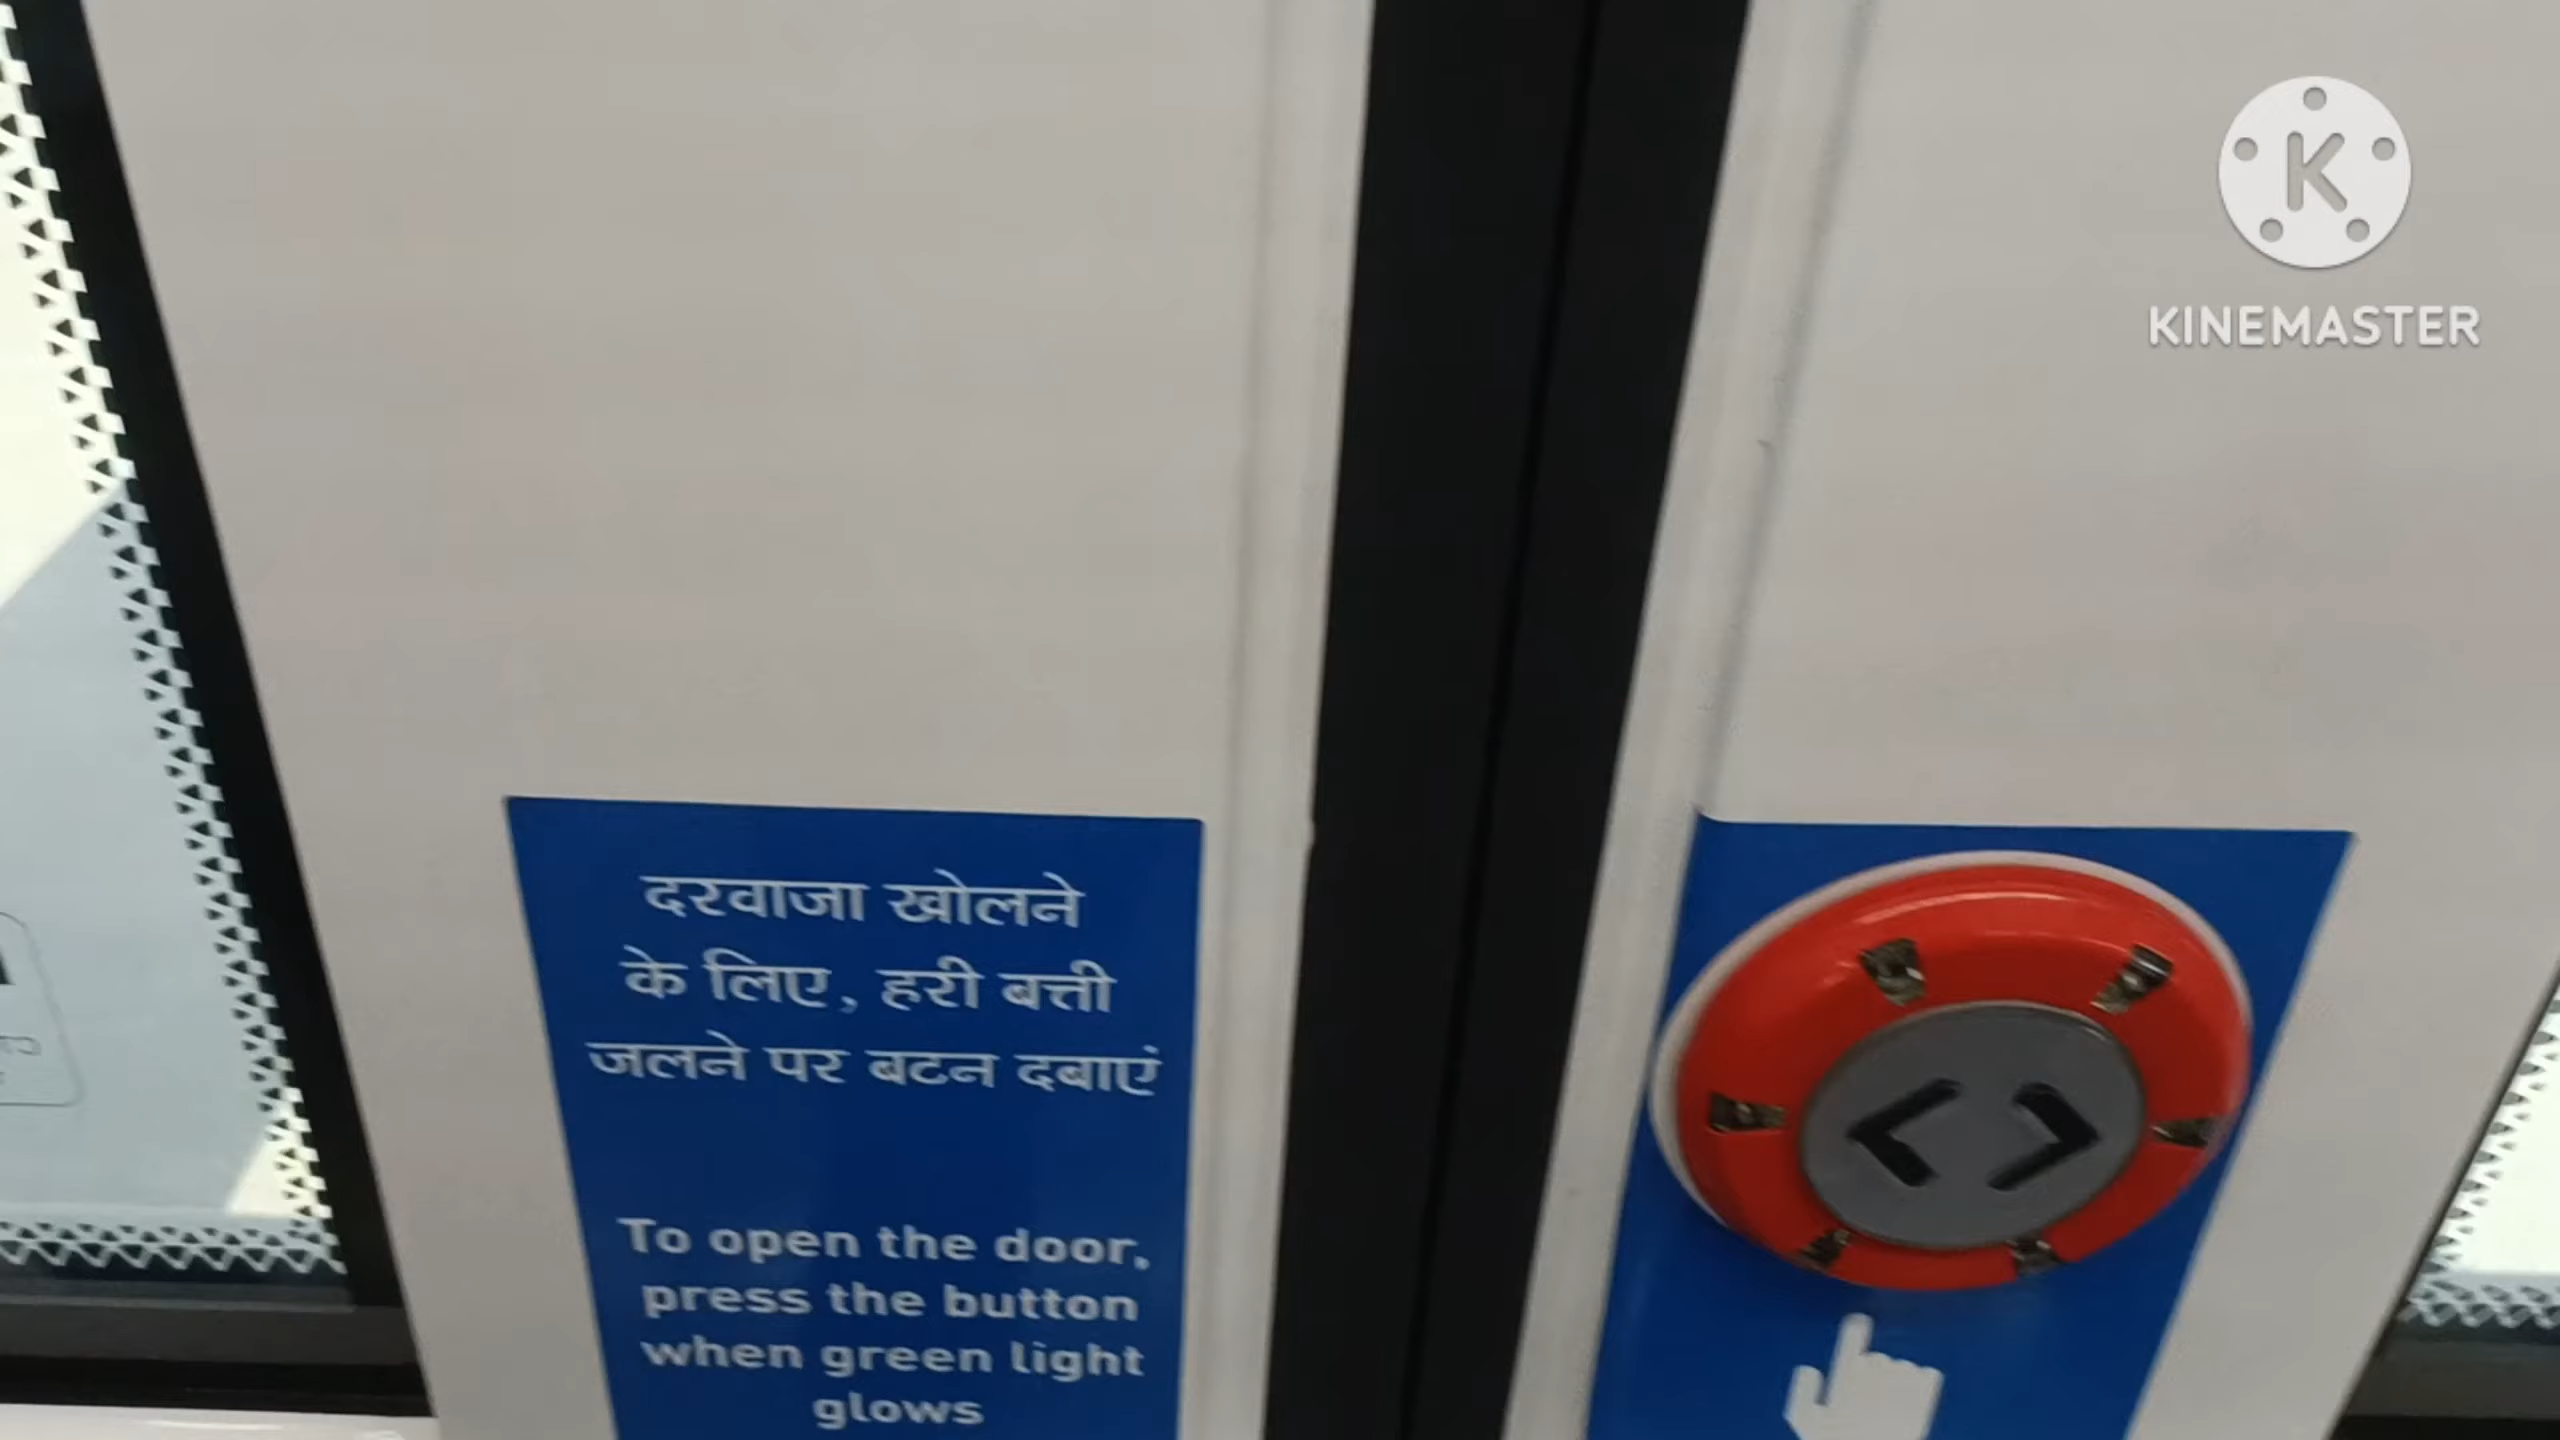 K
KINEMASTER
दरवाजा खोलने
के लिए, हरी बत्ती
जलने पर बटन दबाएं
To open the door,
press the button
when green light
glows